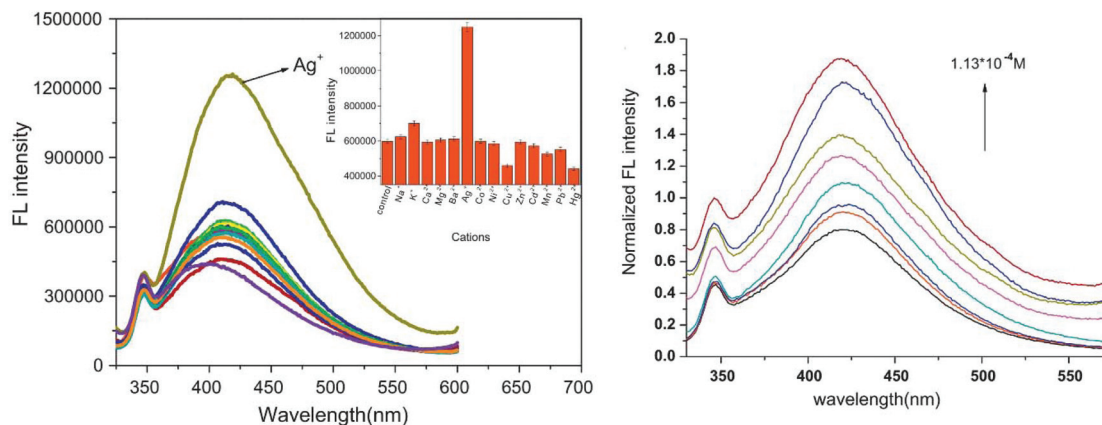 1500000
1200000
900000
600000
300000
0
FL intensity
350
400
450
500
550
600
650
700
Wavelength(nm)
Ag⁺
1200000
1000000
800000
600000
400000
FL intensity
control
Na⁺
K⁺
Ca²⁺
Mg²⁺
Ba²⁺
Ag⁺
Co²⁺
Ni²⁺
Cu²⁺
Zn²⁺
Cd²⁺
Mn²⁺
Pb²⁺
Hg²⁺
Cations
2.0
1.8
1.6
1.4
1.2
1.0
0.8
0.6
0.4
0.2
0.0
Normalized FL intensity
350
400
450
500
550
wavelength(nm)
1.13*10⁻⁴M